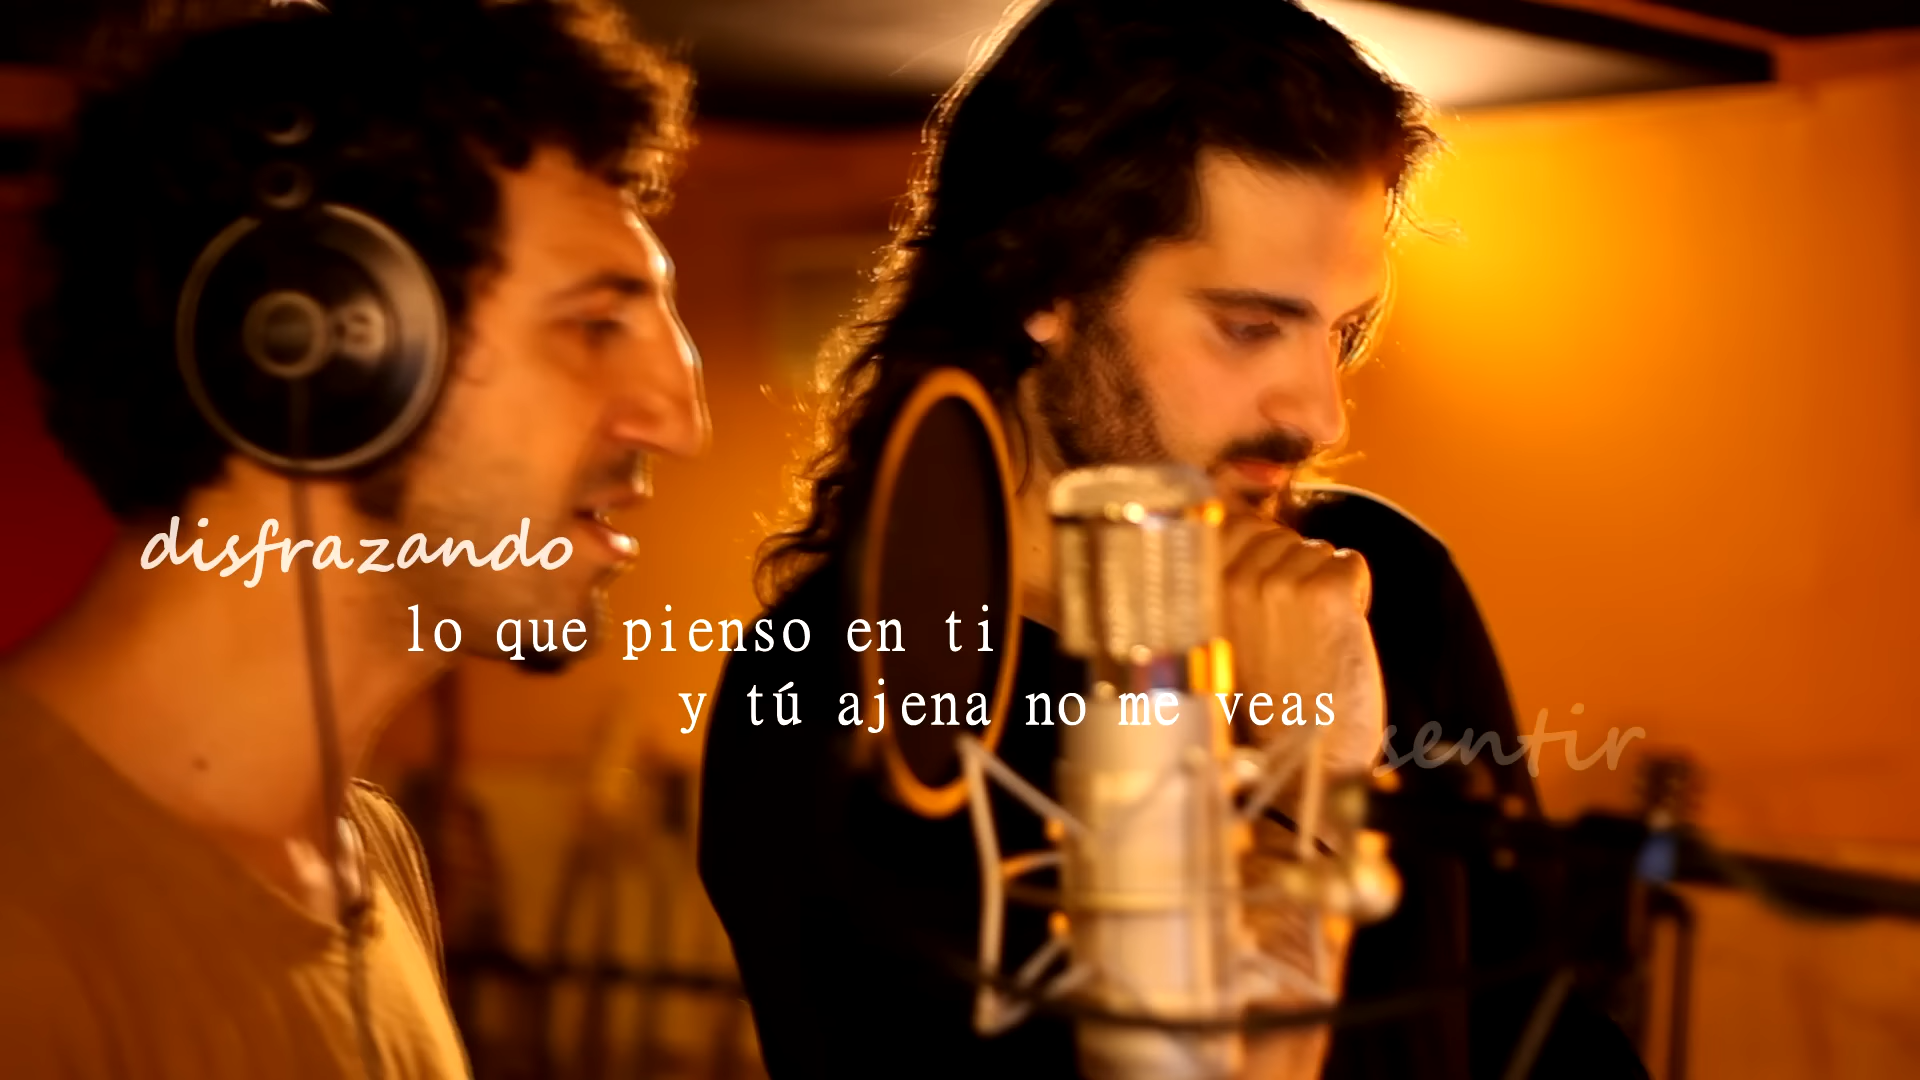 disfrazando
lo que pienso en ti
y tú ajena no me veas
sentir